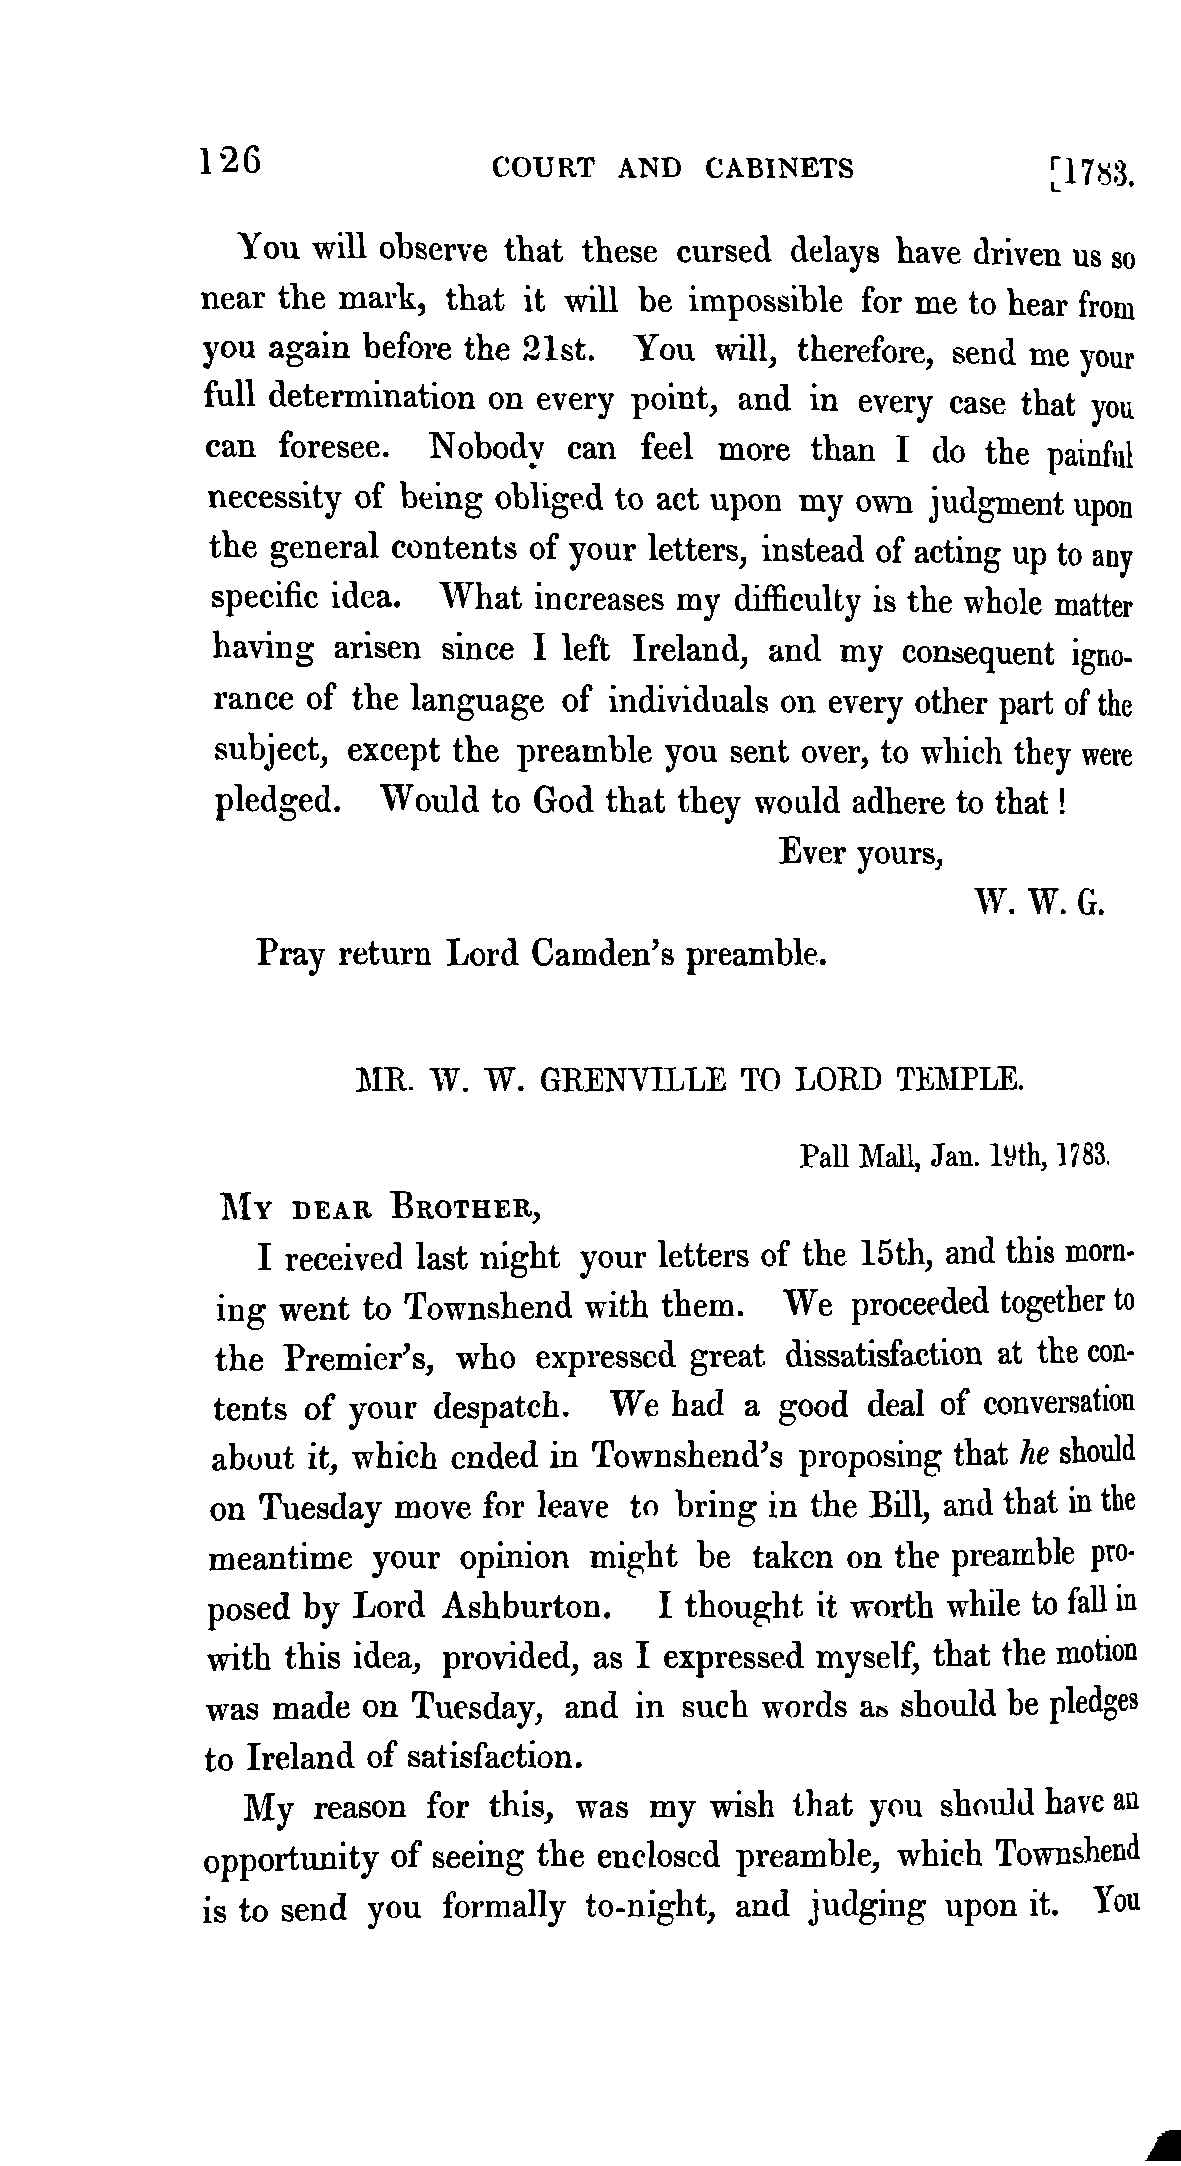 126 COURT AND CABINETS [1783.
You will observe that these cursed delays have driven us so
near the mark, that it will be impossible for me to hear from
you again before the 21st. You will, therefore, send me your
full determination on every point, and in every case that you
can foresee. Nobody can feel more than I do the painful
necessity of being obliged to act upon my own judgment upon
the general contents of your letters, instead of acting up to any
specific idea. What increases my difficulty is the whole matter
having arisen since I left Ireland, and my consequent igno-
rance of the language of individuals on every other part of the
subject, except the preamble you sent over, to which they were
pledged. Would to God that they would adhere to that !
Ever yours,
W. W. G.
Pray return Lord Camden's preamble.
MR. W. W. GRENVILLE TO LORD TEMPLE.
Pall Mall, Jan. 19th, 1783.
MY DEAR BROTHER,
I received last night your letters of the 15th, and this morn-
ing went to Townshend with them. We proceeded together to
the Premier's, who expressed great dissatisfaction at the con-
tents of your despatch. We had a good deal of conversation
about it, which ended in Townshend's proposing that he should
on Tuesday move for leave to bring in the Bill, and that in the
meantime your opinion might be taken on the preamble pro-
posed by Lord Ashburton. I thought it worth while to fall in
with this idea, provided, as I expressed myself, that the motion
was made on Tuesday, and in such words as should be pledges
to Ireland of satisfaction.
My reason for this, was my wish that you should have an
opportunity of seeing the enclosed preamble, which Townshend
is to send you formally to-night, and judging upon it. You